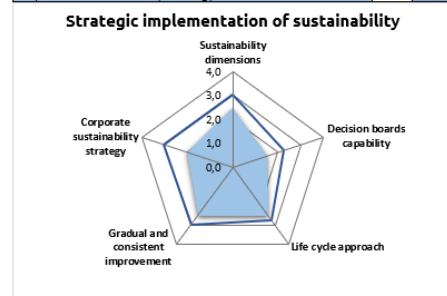 Strategic implementation of sustainability
Sustainability
dimensions
4,0
3,0
2,0
1,0
0,0
Corporate
sustainability
strategy
Decision boards
capability
Gradual and
consistent
improvement
Life cycle approach